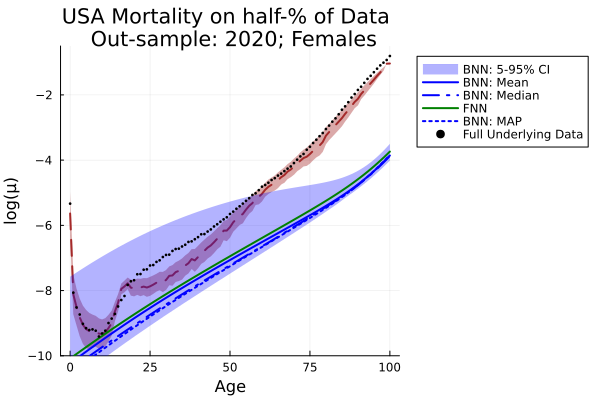 USA Mortality on half-% of Data
Out-sample: 2020; Females
BNN: 5-95% CI
BNN: Mean
BNN: Median
FNN
BNN: MAP
Full Underlying Data
log(μ)
−2
−4
−6
−8
−10
0 25 50 75 100
Age